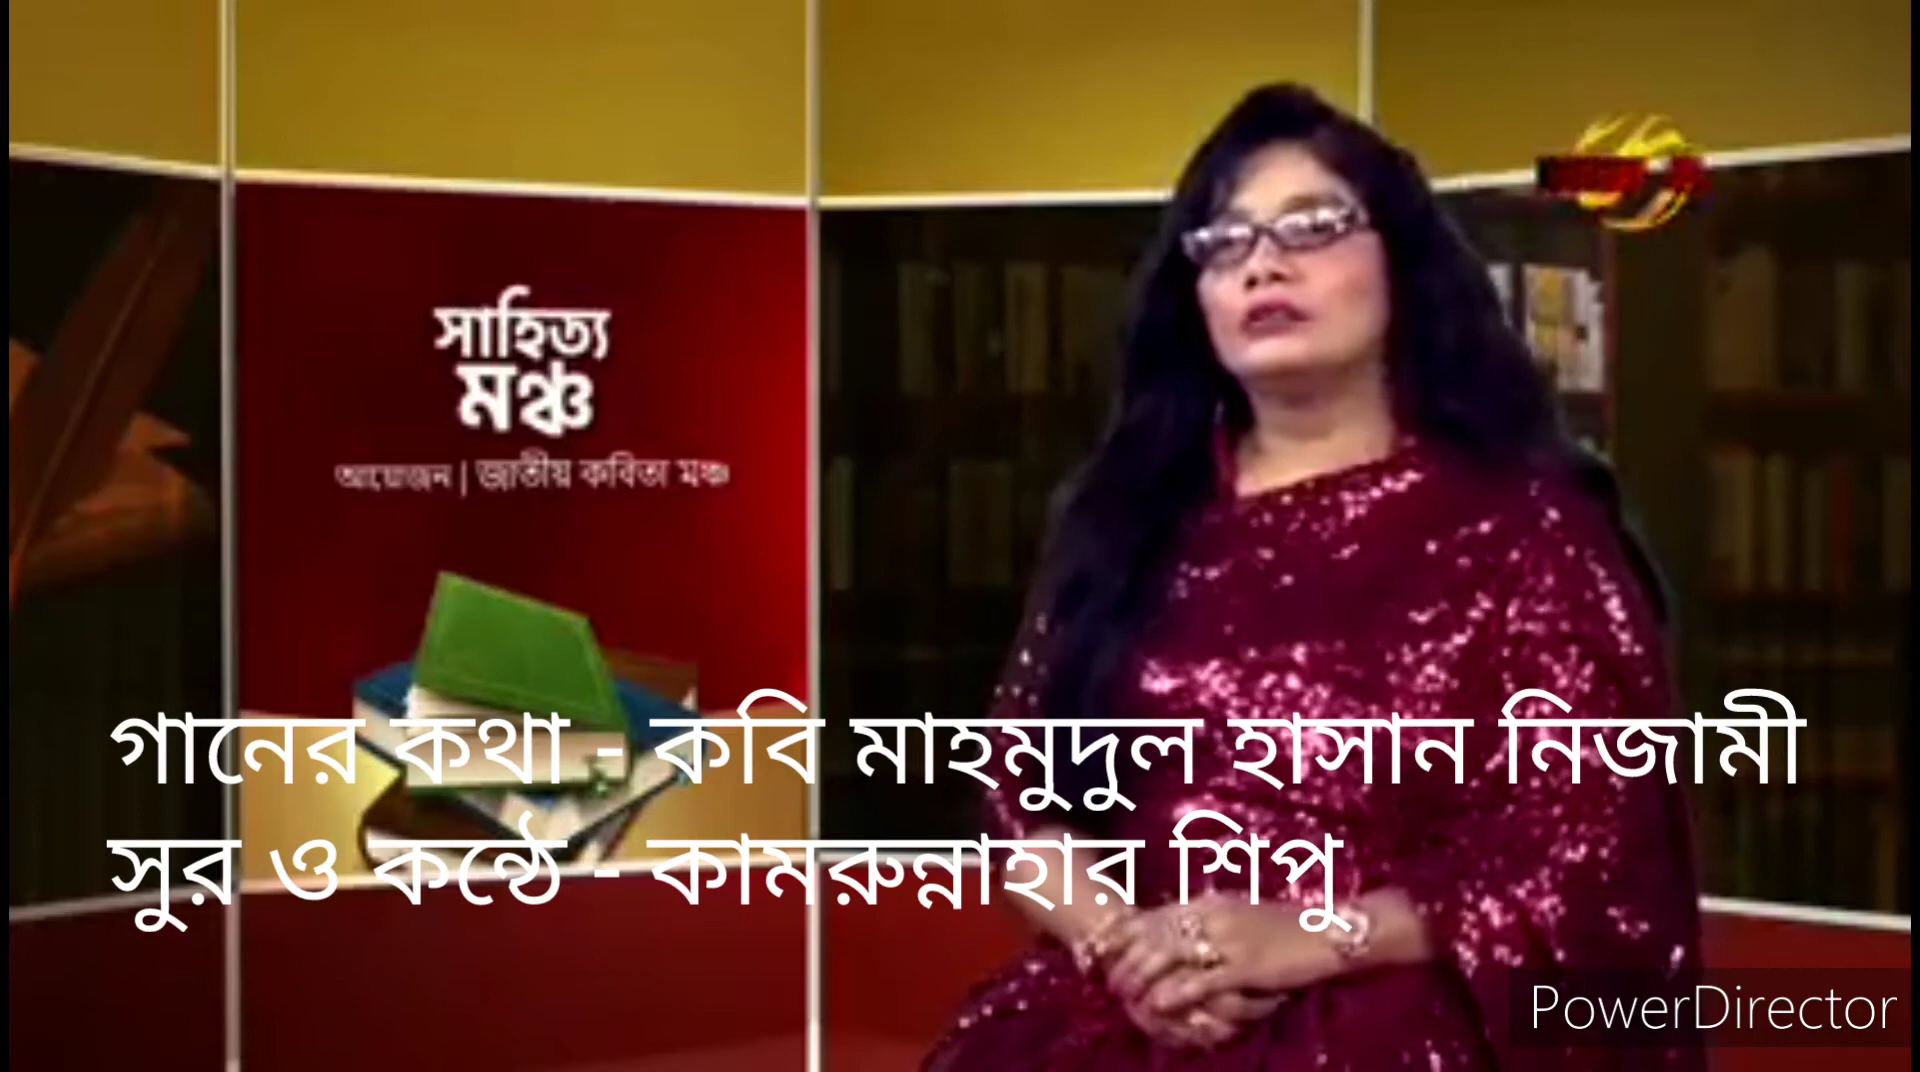 সাহিত্য
মঞ্চ
আয়োজন | জাতীয় কবিতা মঞ্চ
গানের কথা - কবি মাহমুদুল হাসান নিজামী
সুর ও কন্ঠে - কামরুন্নাহার শিপু
PowerDirector